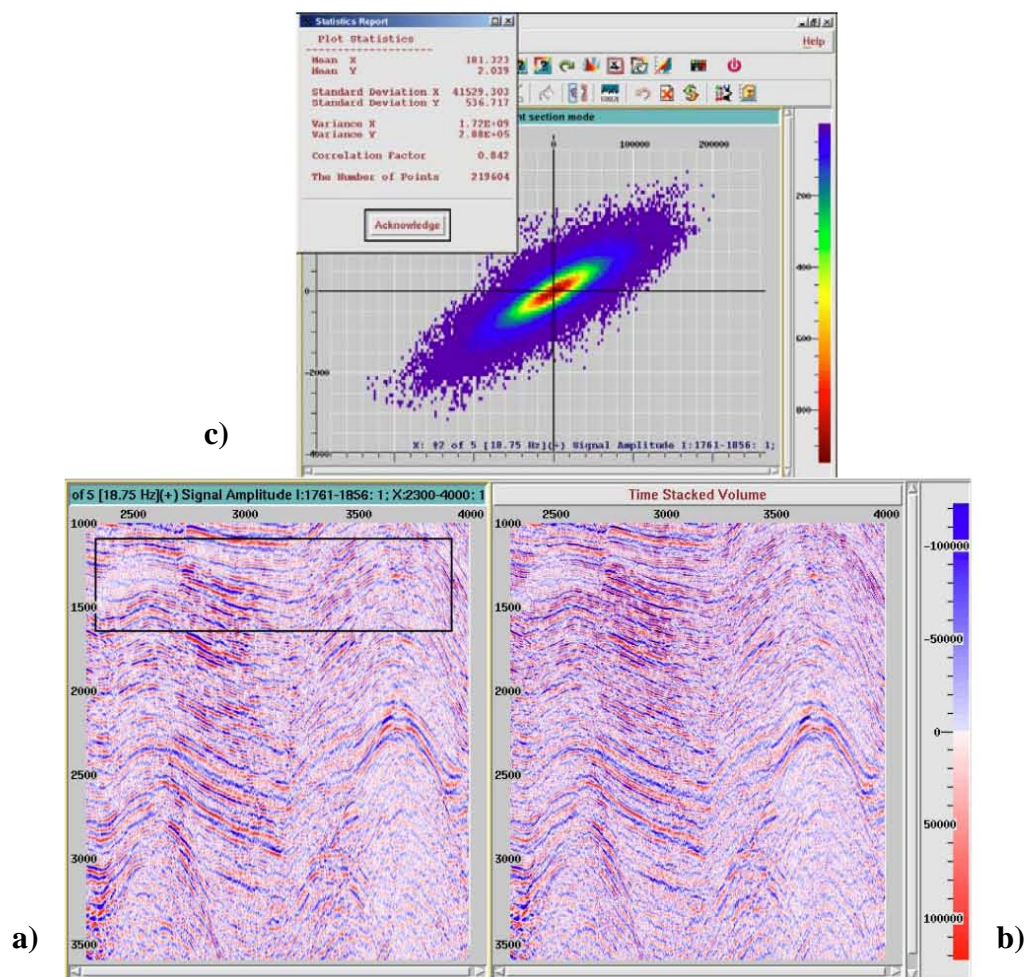 Statistics Report
Plot Statistics
Mean X 181.323
Mean Y 2.039
Standard Deviation X 41529.303
Standard Deviation Y 536.717
Variance X 1.72E+09
Variance Y 2.88E+05
Correlation Factor 0.842
The Number of Points 219604
Acknowledge
Help
nt section mode
0 100000 200000
0
-2000
-4000
200
400
600
800
X: #2 of 5 [18.75 Hz](+) Signal Amplitude I:1761-1856: 1;
c)
of 5 [18.75 Hz](+) Signal Amplitude I:1761-1856: 1; X:2300-4000: 1
2500 3000 3500 4000
1000
1500
2000
2500
3000
3500
a)
Time Stacked Volume
2500 3000 3500 4000
1000
1500
2000
2500
3000
3500
-100000
-50000
0
50000
100000
b)